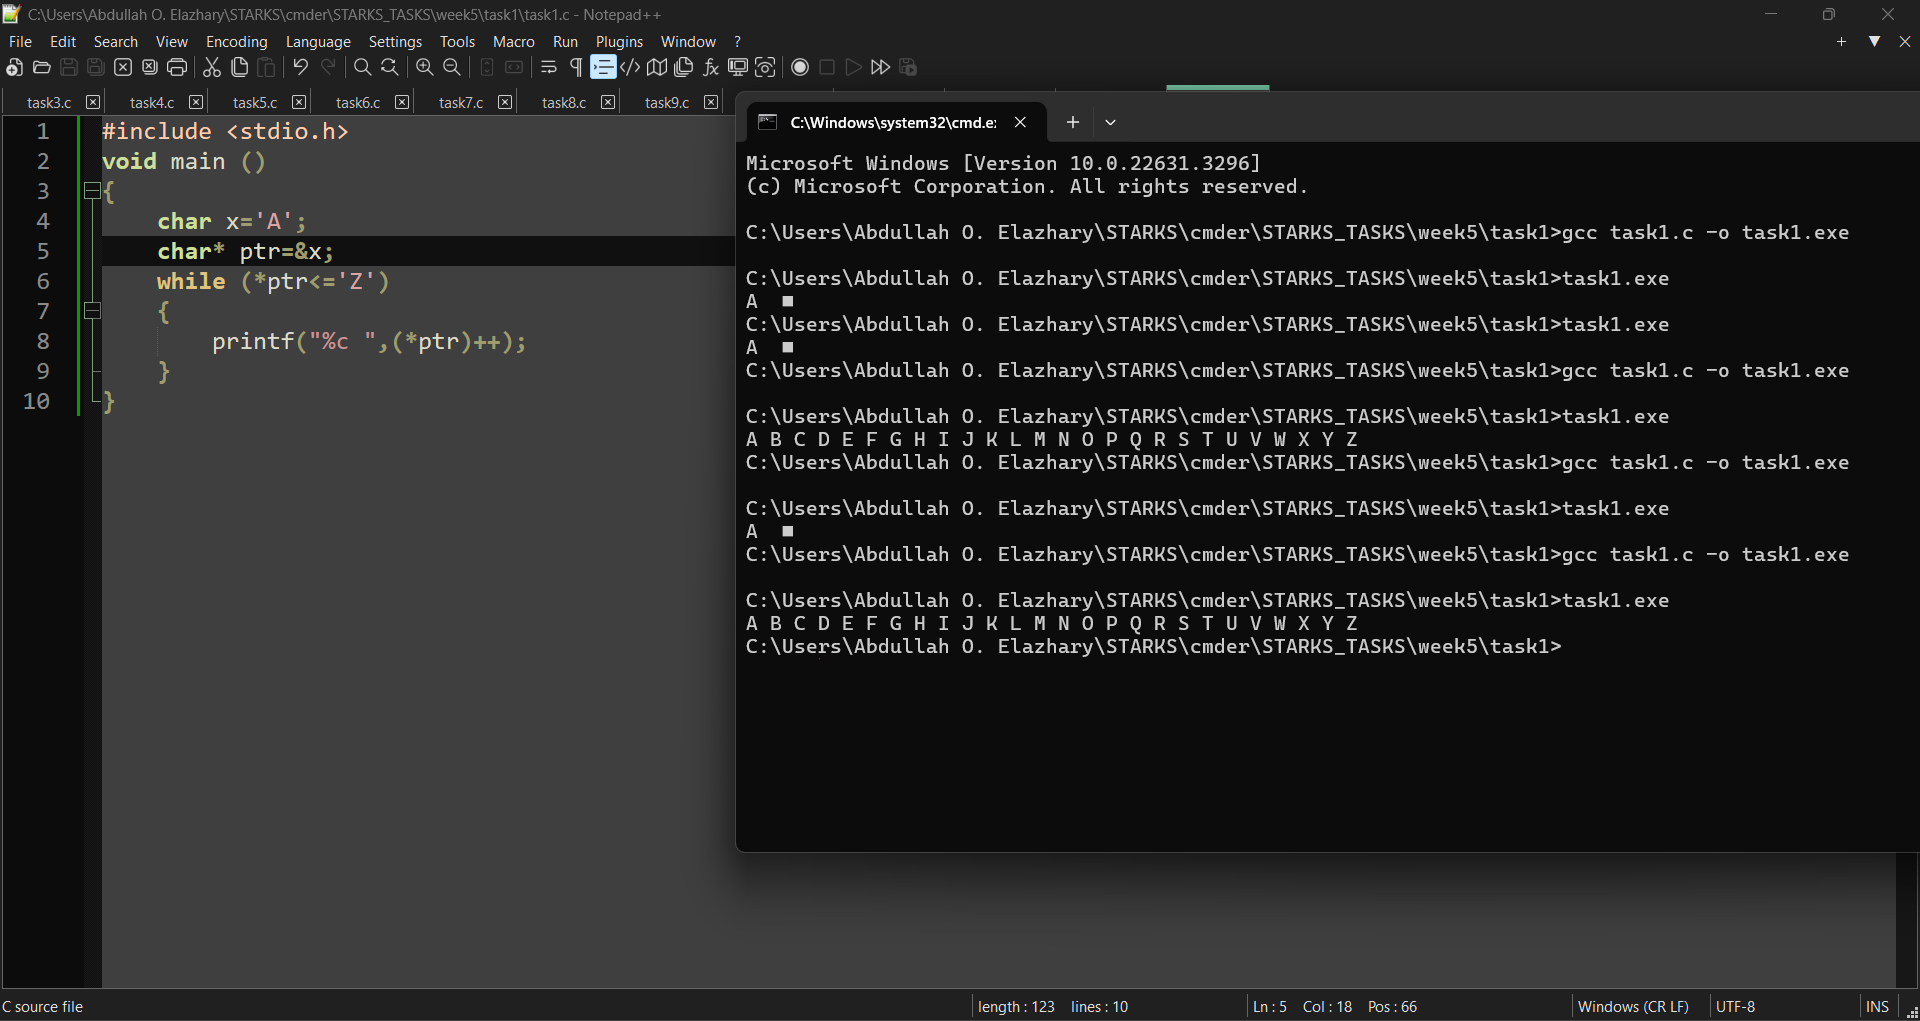 C:\Users\Abdullah O. Elazhary\STARKS\cmder\STARKS_TASKS\week5\task1\task1.c - Notepad++
File Edit Search View Encoding Language Settings Tools Macro Run Plugins Window ?
task3.c task4.c task5.c task6.c task7.c task8.c task9.c
1 #include <stdio.h>
2 void main ()
3 {
4 char x='A';
5 char* ptr=&x;
6 while (*ptr<='Z')
7 {
8 printf("%c ",(*ptr)++);
9 }
10 }
C:\Windows\system32\cmd.e
Microsoft Windows [Version 10.0.22631.3296]
(c) Microsoft Corporation. All rights reserved.
C:\Users\Abdullah O. Elazhary\STARKS\cmder\STARKS_TASKS\week5\task1>gcc task1.c -o task1.exe
C:\Users\Abdullah O. Elazhary\STARKS\cmder\STARKS_TASKS\week5\task1>task1.exe
A ■
C:\Users\Abdullah O. Elazhary\STARKS\cmder\STARKS_TASKS\week5\task1>task1.exe
A ■
C:\Users\Abdullah O. Elazhary\STARKS\cmder\STARKS_TASKS\week5\task1>gcc task1.c -o task1.exe
C:\Users\Abdullah O. Elazhary\STARKS\cmder\STARKS_TASKS\week5\task1>task1.exe
A B C D E F G H I J K L M N O P Q R S T U V W X Y Z
C:\Users\Abdullah O. Elazhary\STARKS\cmder\STARKS_TASKS\week5\task1>gcc task1.c -o task1.exe
C:\Users\Abdullah O. Elazhary\STARKS\cmder\STARKS_TASKS\week5\task1>task1.exe
A ■
C:\Users\Abdullah O. Elazhary\STARKS\cmder\STARKS_TASKS\week5\task1>gcc task1.c -o task1.exe
C:\Users\Abdullah O. Elazhary\STARKS\cmder\STARKS_TASKS\week5\task1>task1.exe
A B C D E F G H I J K L M N O P Q R S T U V W X Y Z
C:\Users\Abdullah O. Elazhary\STARKS\cmder\STARKS_TASKS\week5\task1>
C source file length : 123 lines : 10 Ln : 5 Col : 18 Pos : 66 Windows (CR LF) UTF-8 INS